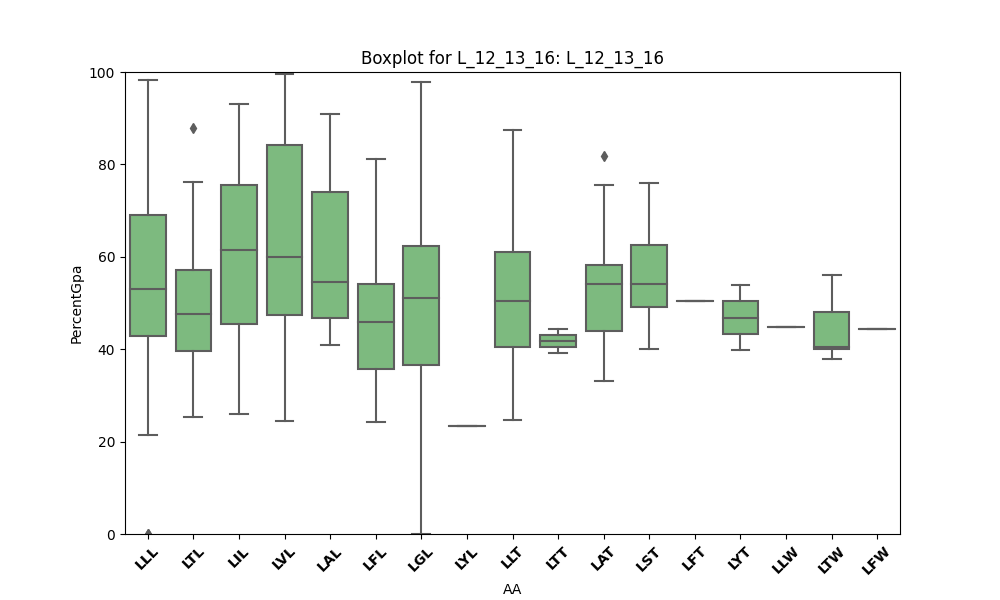 Boxplot for L_12_13_16: L_12_13_16
PercentGpa
100
80
60
40
20
0
LLL LTL LIL LVL LAL LFL LGL LYL LLT LTT LAT LST LFT LYT LLW LTW LFW
AA